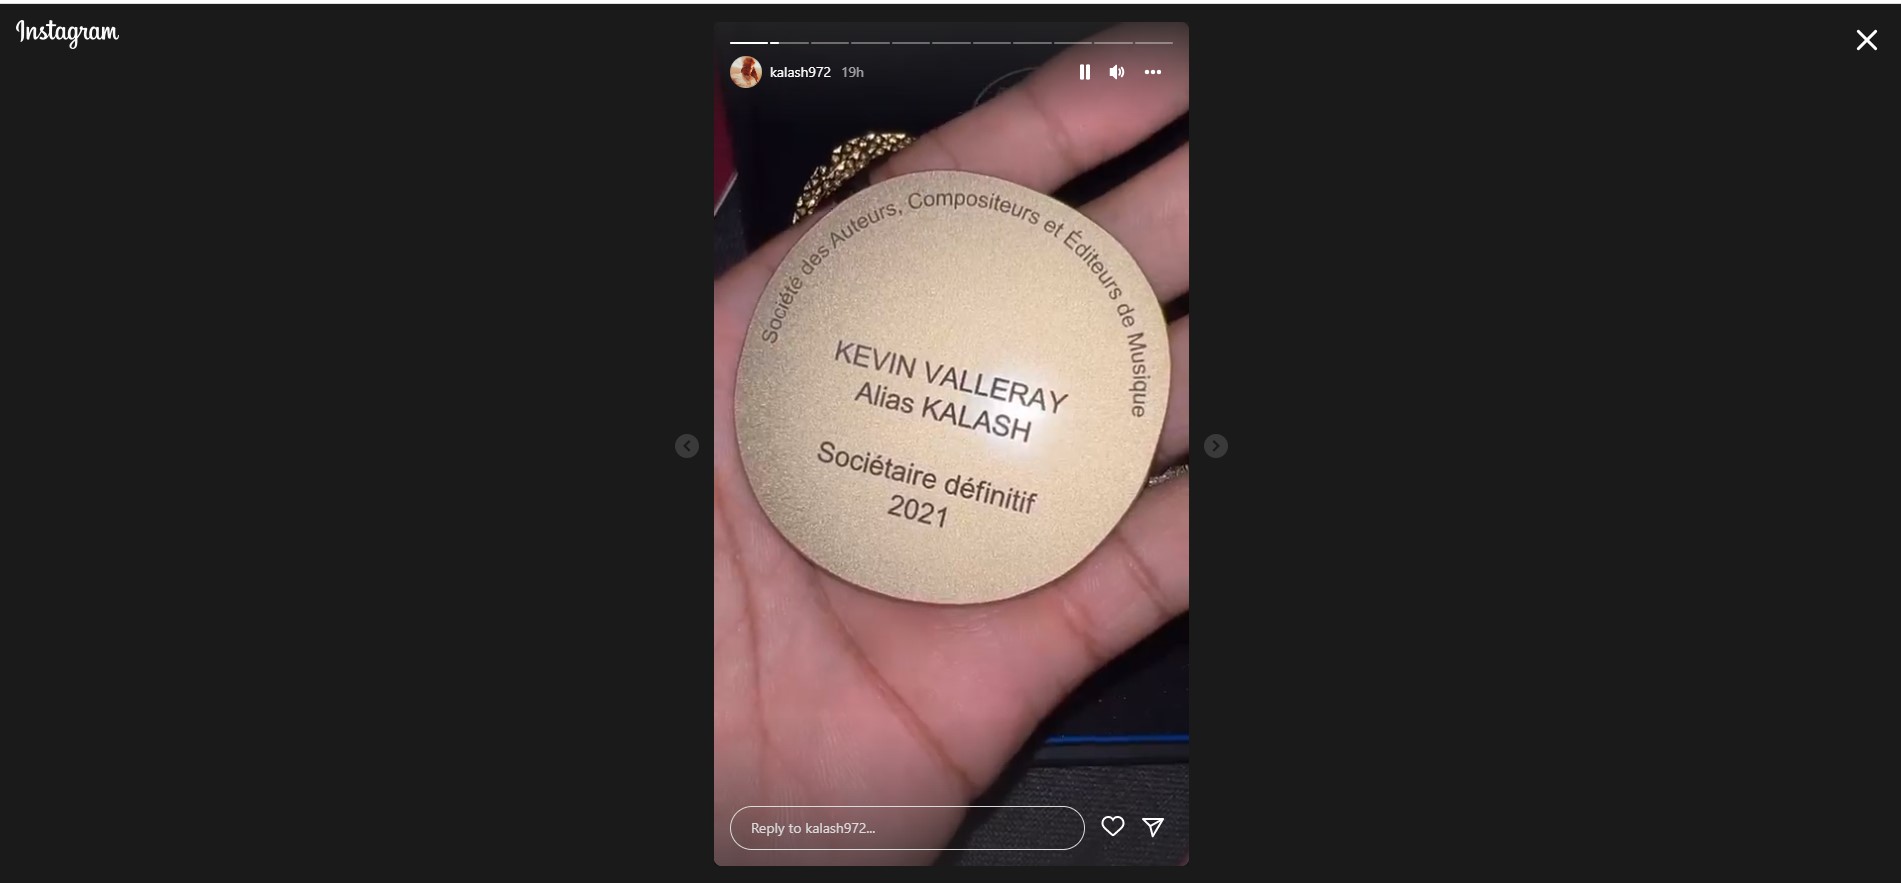 Instagram
kalash972 19h
Société des Auteurs, Compositeurs et Éditeurs de Musique
KEVIN VALLERAY
Alias KALASH
Sociétaire définitif
2021
Reply to kalash972...